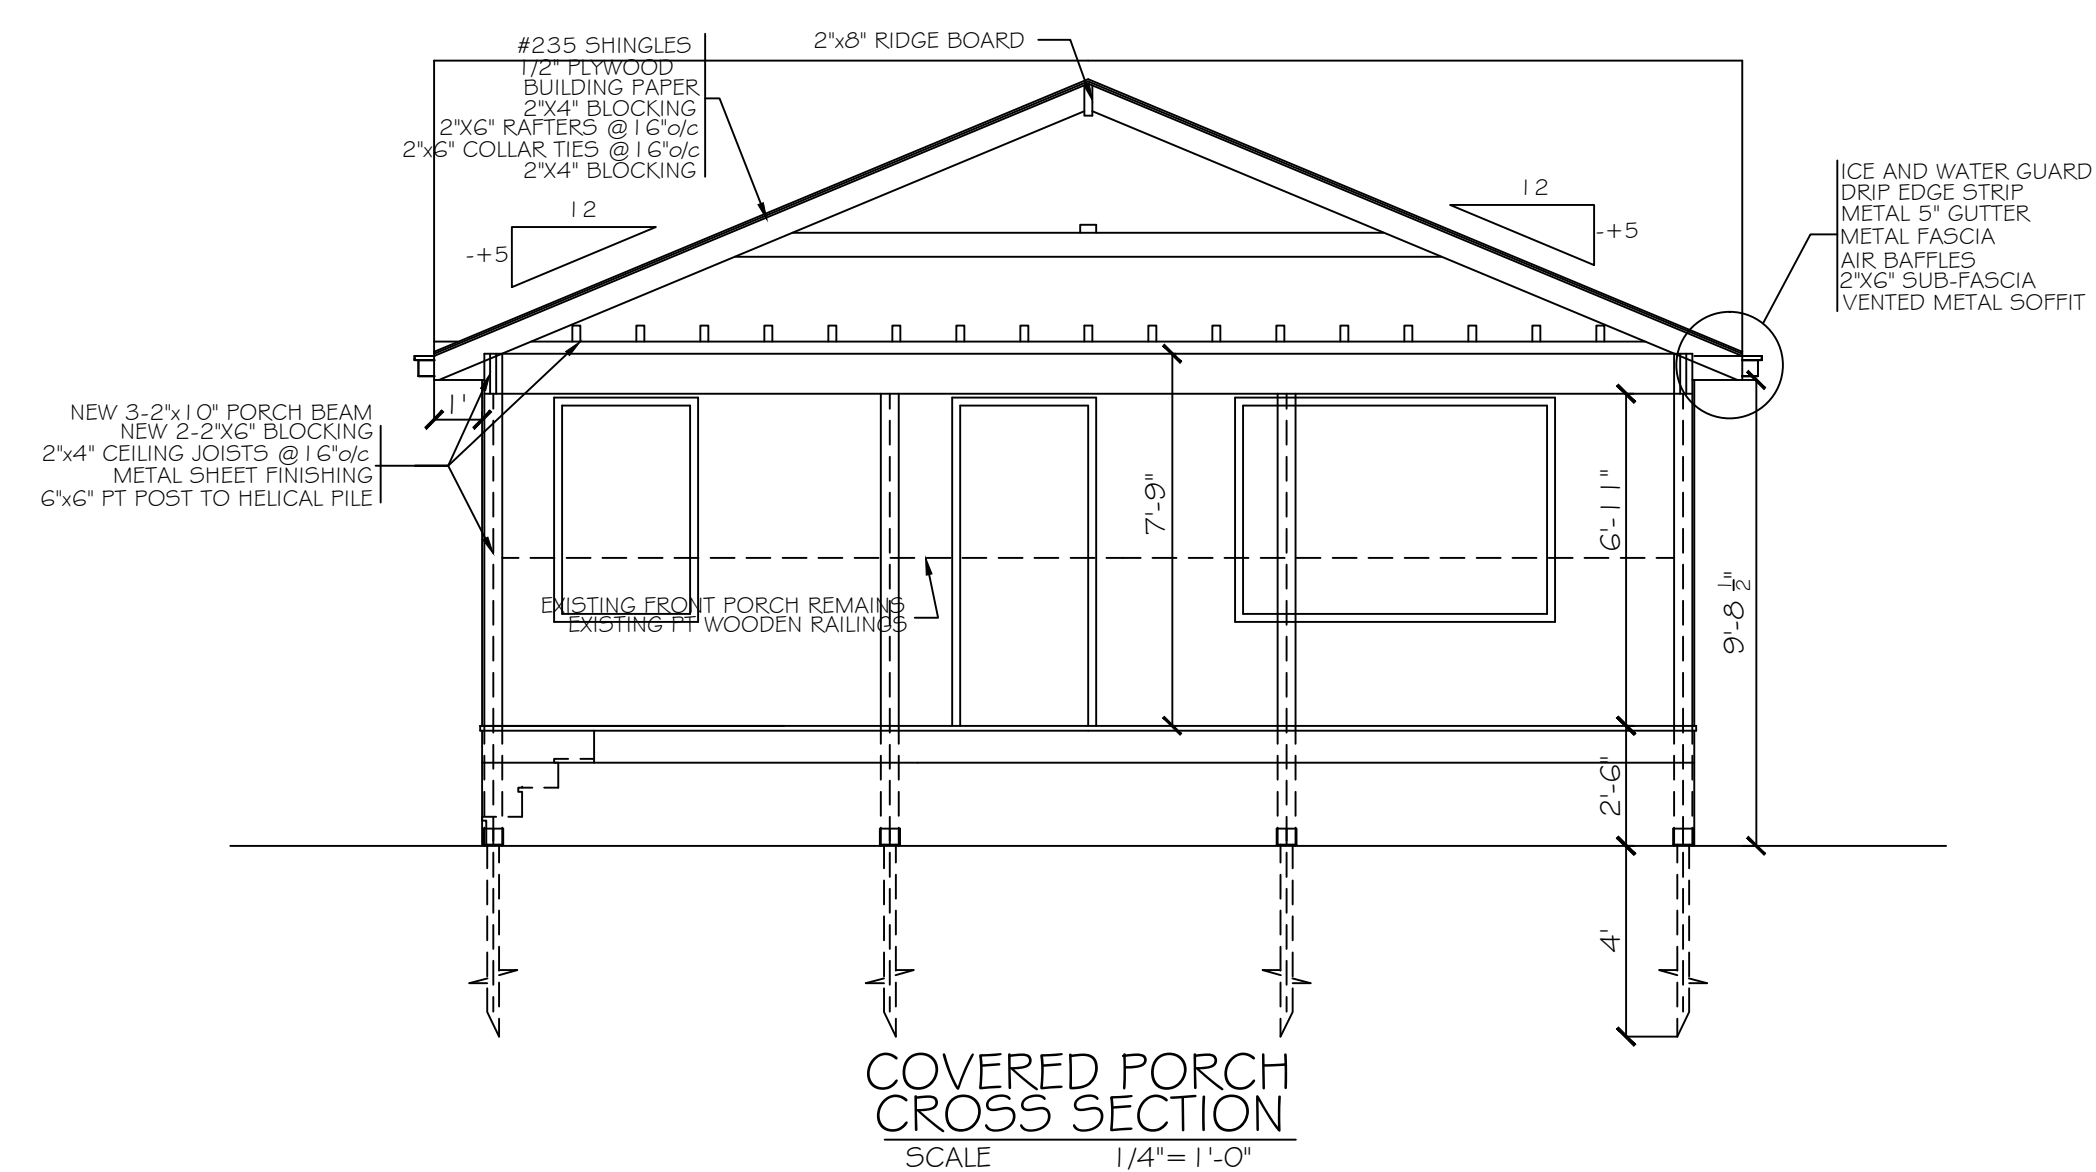 #235 SHINGLES
1/2" PLYWOOD
BUILDING PAPER
2"X4" BLOCKING
2"X6" RAFTERS @16"o/c
2"x6" COLLAR TIES @16"o/c
2"X4" BLOCKING
2"x8" RIDGE BOARD
12
-+5
12
-+5
ICE AND WATER GUARD
DRIP EDGE STRIP
METAL 5" GUTTER
METAL FASCIA
AIR BAFFLES
2"X6" SUB-FASCIA
VENTED METAL SOFFIT
1'
NEW 3-2"x10" PORCH BEAM
NEW 2-2"X6" BLOCKING
2"x4" CEILING JOISTS @16"o/c
METAL SHEET FINISHING
6"x6" PT POST TO HELICAL PILE
7'-9"
6'-11"
9'-8 1/2"
EXISTING FRONT PORCH REMAINS
EXISTING PT WOODEN RAILINGS
2'-6"
4'
COVERED PORCH
CROSS SECTION
SCALE 1/4"=1'-0"